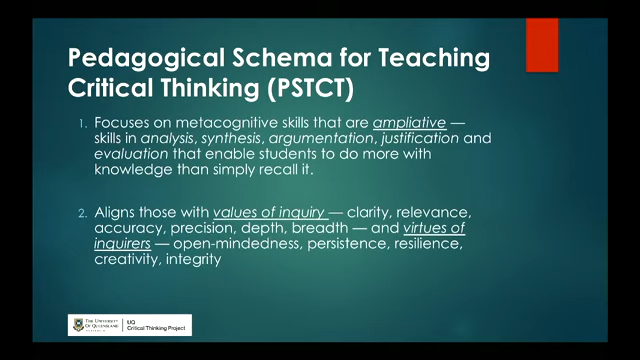 Pedagogical Schema for Teaching
Critical Thinking (PSTCT)
1. Focuses on metacognitive skills that are ampliative —
skills in analysis, synthesis, argumentation, justification and
evaluation that enable students to do more with
knowledge than simply recall it.
2. Aligns those with values of inquiry — clarity, relevance,
accuracy, precision, depth, breadth — and virtues of
inquirers — open-mindedness, persistence, resilience,
creativity, integrity
THE UNIVERSITY
OF QUEENSLAND
AUSTRALIA
UQ
Critical Thinking Project